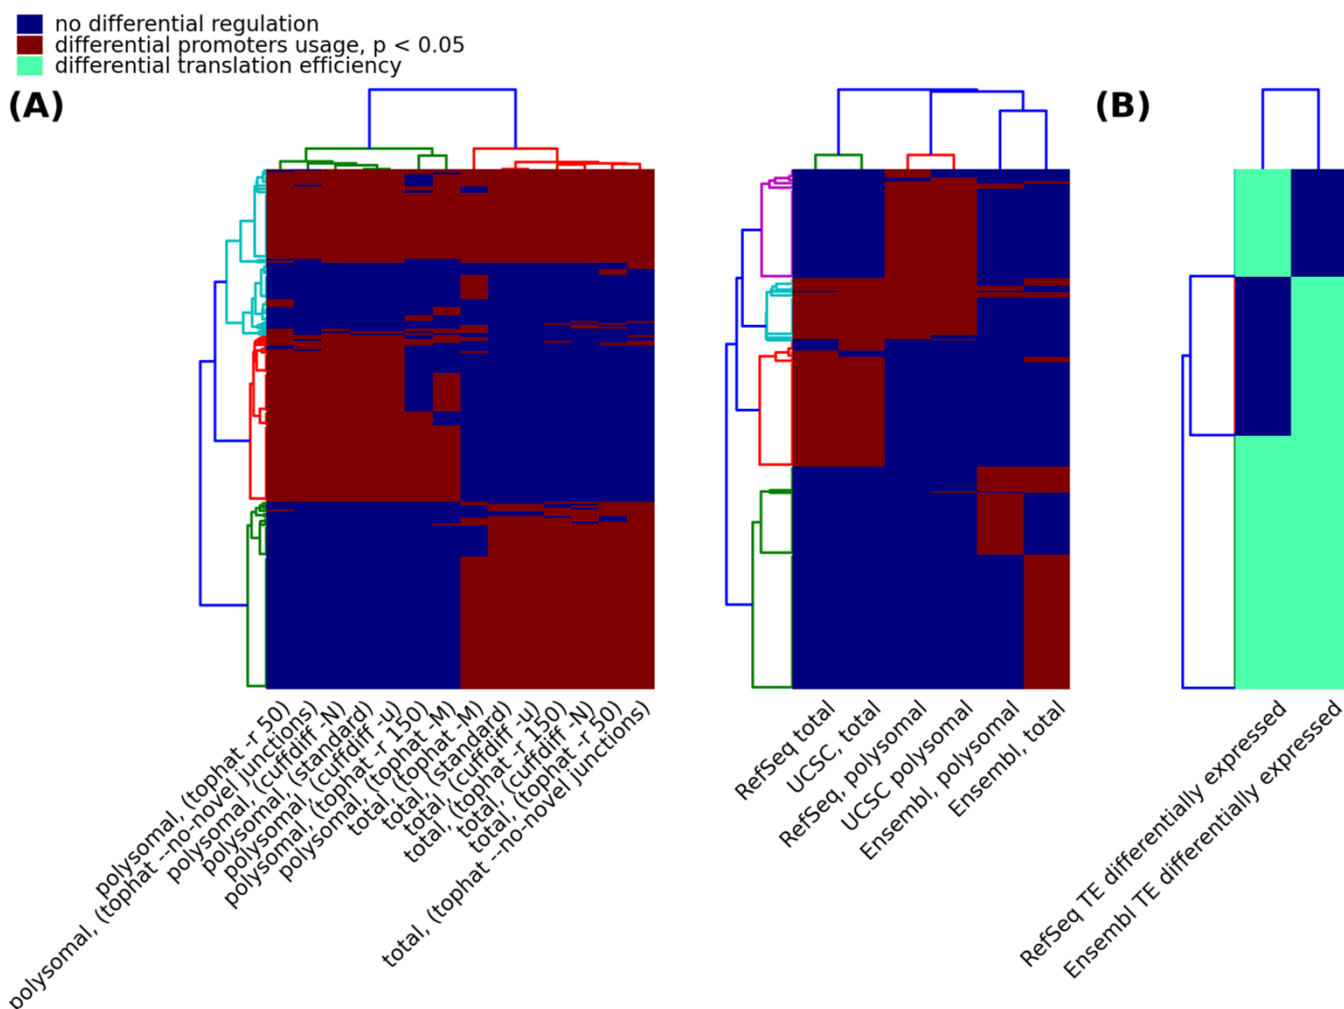 no differential regulation
differential promoters usage, p < 0.05
differential translation efficiency
(A)
(B)
polysomal, (tophat -r 50)
polysomal, (tophat --no-novel junctions)
polysomal, (cuffdiff -N)
polysomal, (standard)
polysomal, (cuffdiff -u)
polysomal, (tophat -r 150)
polysomal, (tophat -M)
total, (tophat -M)
total, (standard)
total, (cuffdiff -u)
total, (tophat -r 150)
total, (cuffdiff -N)
total, (tophat -r 50)
total, (tophat --no-novel junctions)
RefSeq total
UCSC, total
RefSeq, polysomal
UCSC polysomal
Ensembl, polysomal
Ensembl, total
RefSeq TE differentially expressed
Ensembl TE differentially expressed